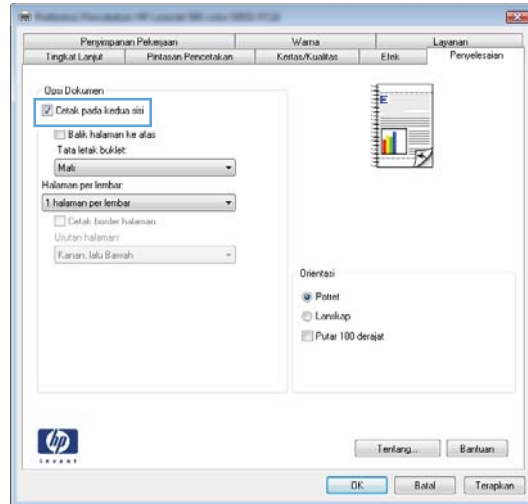 Penyimpanan Pekerjaan Warna Layanan
Tingkat Lanjut Pintasan Pencetakan Kertas/Kualitas Efek Penyelesaian
Opsi Dokumen
Cetak pada kedua sisi
Balik halaman ke atas
Tata letak buklet:
Mati
Halaman per lembar:
1 halaman per lembar
Cetak border halaman
Urutan halaman:
Kanan, lalu Bawah
E
Orientasi
Potret
Lanskap
Putar 180 derajat
hp
invent
Tentang... Bantuan
OK Batal Terapkan